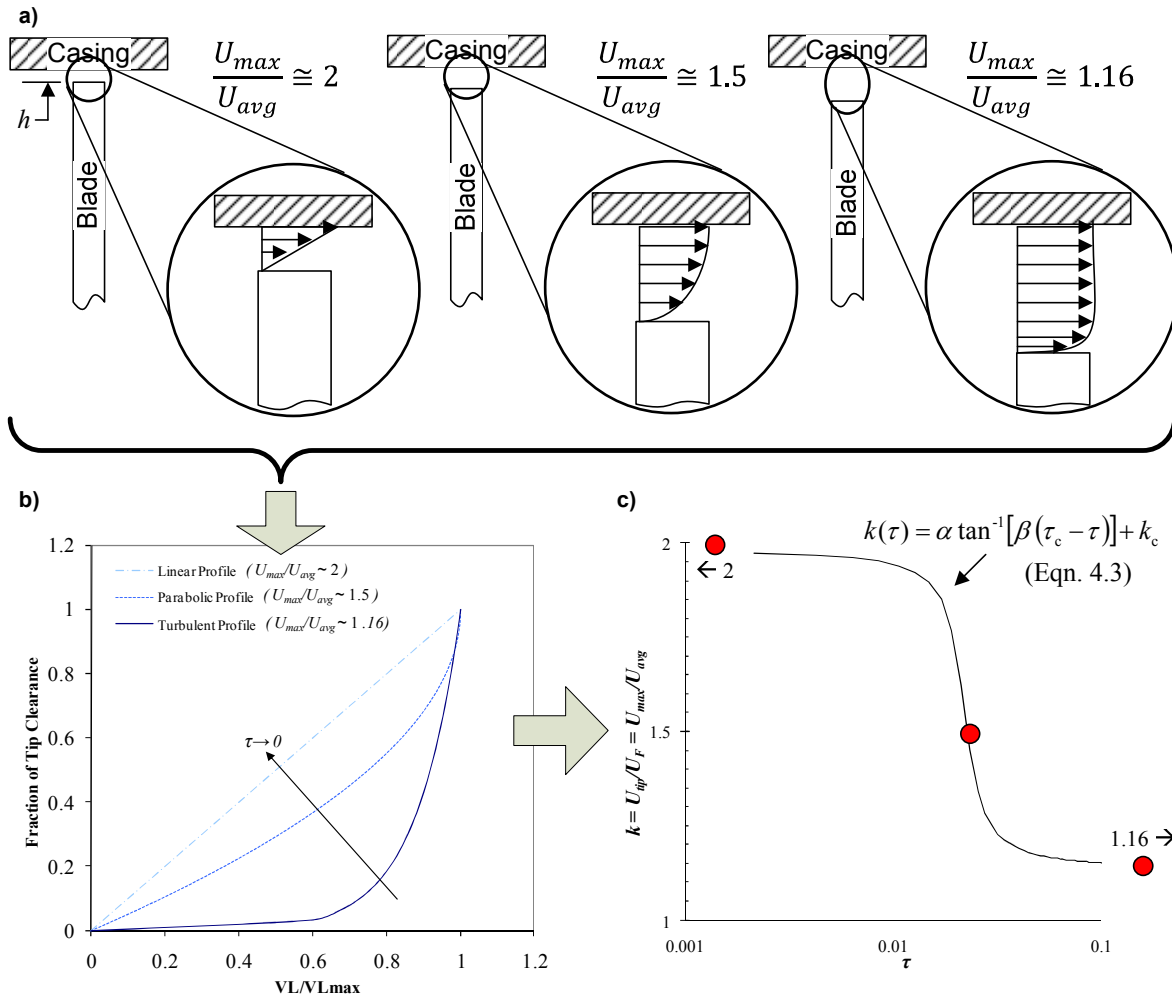 a)
Casing
U_max/U_avg ≅ 2
h
Blade
Casing
U_max/U_avg ≅ 1.5
Blade
Casing
U_max/U_avg ≅ 1.16
Blade
b)
1.2
1
0.8
0.6
0.4
0.2
0
Fraction of Tip Clearance
Linear Profile (U_max/U_avg ~ 2)
Parabolic Profile (U_max/U_avg ~ 1.5)
Turbulent Profile (U_max/U_avg ~ 1.16)
τ→0
0 0.2 0.4 0.6 0.8 1 1.2
VL/VLmax
c)
k(τ) = α tan⁻¹[β(τ_c − τ)] + k_c
(Eqn. 4.3)
2
1.5
1
k = U_tip/U_F = U_max/U_avg
← 2
1.16 →
0.001 0.01 0.1
τ